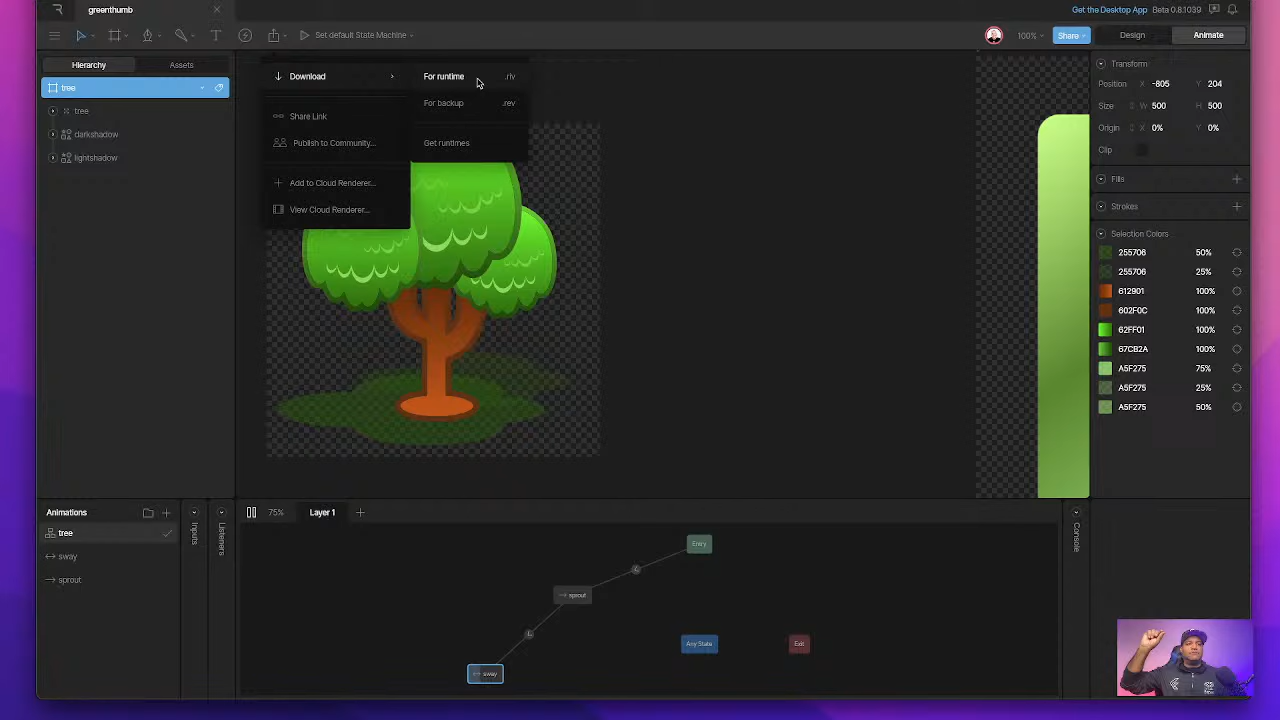 greenthumb
Get the Desktop App Beta 0.8.1039
Set default State Machine
100% Share Design Animate
Hierarchy Assets
tree
tree
darkshadow
lightshadow
Download For runtime .riv
For backup .rev
Share Link
Publish to Community... Get runtimes
Add to Cloud Renderer...
View Cloud Renderer...
Transform
Position X -805 Y 204
Size W 500 H 500
Origin X 0% Y 0%
Clip
Fills
Strokes
Selection Colors
255706 50%
255706 25%
612901 100%
602F0C 100%
62FF01 100%
67CB2A 100%
A5F275 75%
A5F275 25%
A5F275 50%
Animations
tree
sway
sprout
Inputs
Listeners
75% Layer 1
Entry
sprout
Any State
Exit
sway
Console